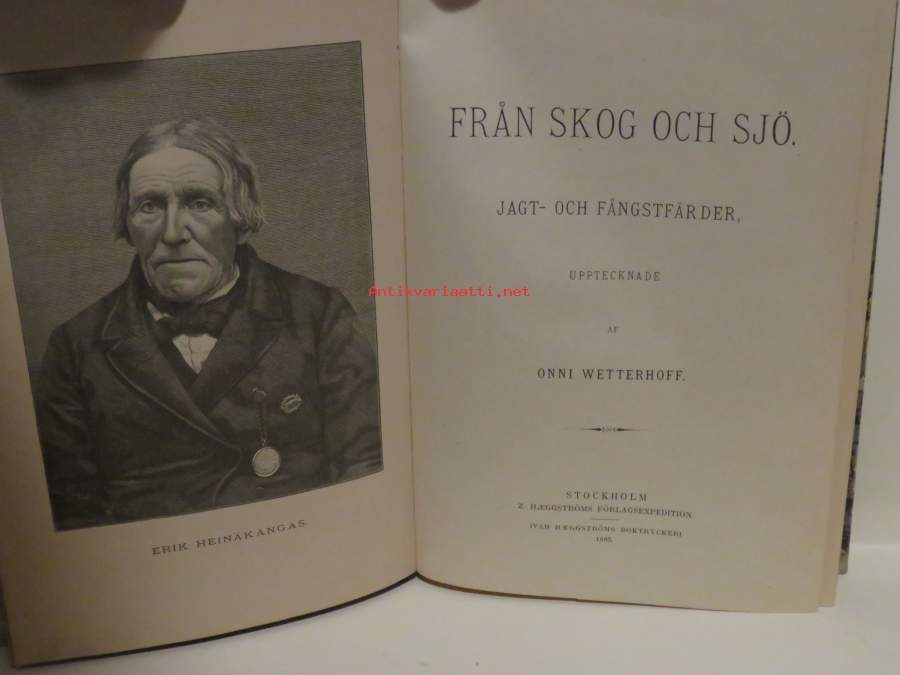 ERIK HEINÄKANGAS.
FRÅN SKOG OCH SJÖ.
JAGT- OCH FÅNGSTFÄRDER,
UPPTECKNADE
Antikvariaatti.net
AF
ONNI WETTERHOFF.
STOCKHOLM
Z. HÆGGSTRÖMS FÖRLAGSEXPEDITION
IVAR HÆGGSTRÖMS BOKTRYCKERI